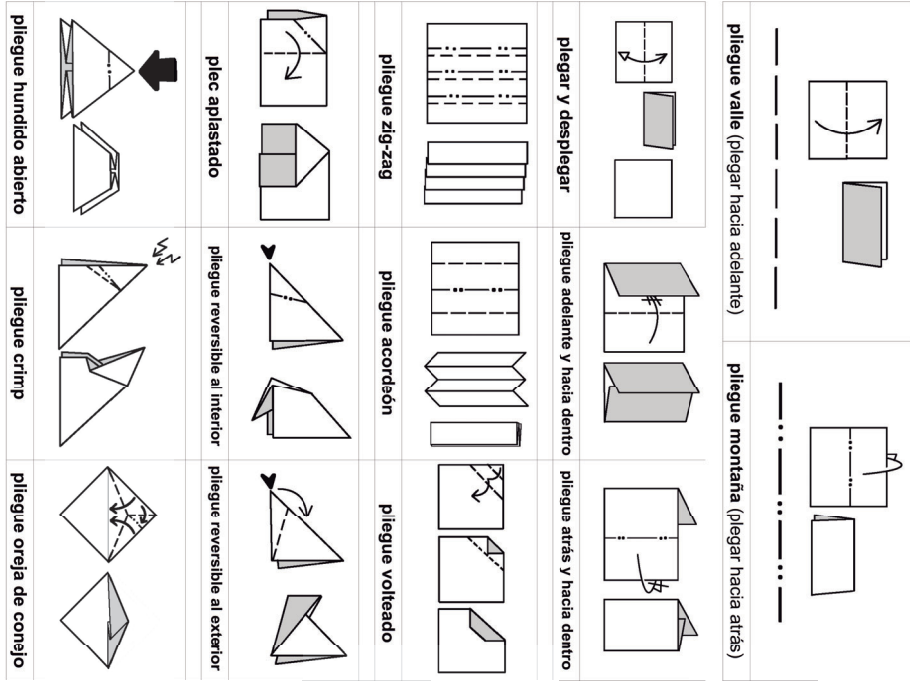 pliegue valle (plegar hacia adelante)
pliegue montaña (plegar hacia atrás)
plegar y desplegar
pliegue adelante y hacia dentro
pliegue atrás y hacia dentro
pliegue zig-zag
pliegue acordeón
pliegue volteado
plec aplastado
pliegue reversible al interior
pliegue reversible al exterior
pliegue hundido abierto
pliegue crimp
pliegue oreja de conejo